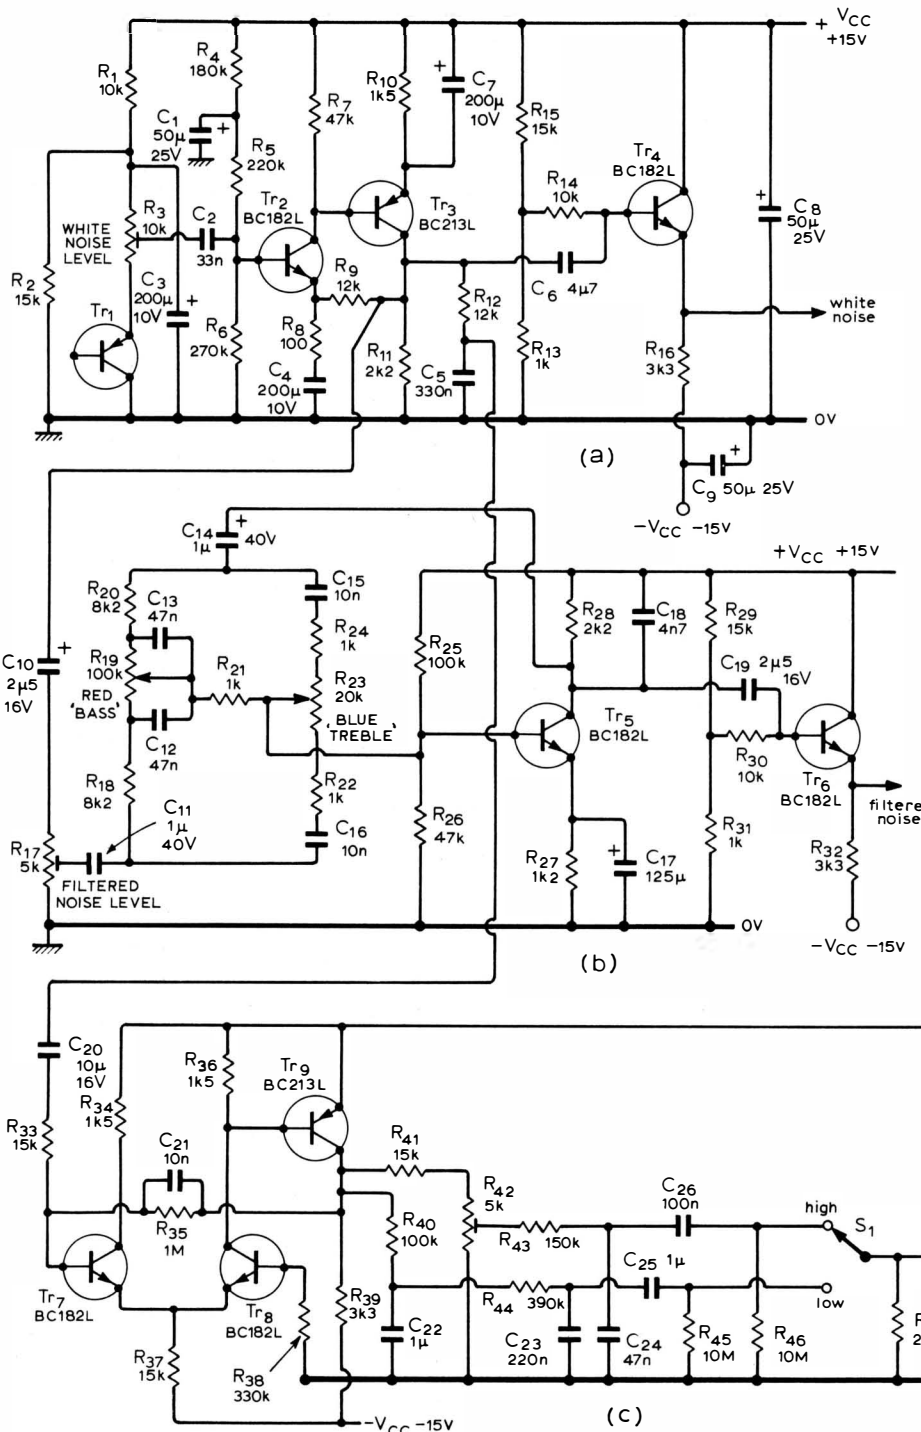 + VCC
+15V
R1
10k
R4
180k
C1
50μ
25V
+
R5
220k
R7
47k
R10
1k5
+
C7
200μ
10V
R15
15k
Tr4
BC182L
R14
10k
+
C8
50μ
25V
Tr2
BC182L
Tr3
BC213L
R3
10k
WHITE
NOISE
LEVEL
C2
33n
R2
15k
C3
200μ
10V
+
Tr1
R6
270k
R9
12k
R8
100
C4
200μ
10V
R11
2k2
R12
12k
C5
330n
C6 4μ7
R13
1k
R16
3k3
white
noise
0V
(a)
+
C9 50μ 25V
−VCC −15V
C14
1μ
+
40V
+VCC +15V
R20
8k2
C13
47n
C15
10n
R24
1k
R25
100k
R28
2k2
C18
4n7
R29
15k
C10
2μ5
16V
+
R19
100k
RED
'BASS'
R21
1k
R23
20k
'BLUE
TREBLE'
C19 2μ5
16V
C12
47n
Tr5
BC182L
R30
10k
Tr6
BC182L
R18
8k2
R22
1k
C11
1μ
40V
C16
10n
R26
47k
R27
1k2
+
C17
125μ
R31
1k
R32
3k3
filtered
noise
R17
5k
FILTERED
NOISE LEVEL
0V
(b)
−VCC −15V
C20
10μ
16V
R34
1k5
R36
1k5
Tr9
BC213L
R33
15k
C21
10n
R35
1M
R41
15k
R42
5k
R40
100k
R43 150k
C26
100n
high
S1
C25 1μ
low
Tr7
BC182L
Tr8
BC182L
R39
3k3
R44 390k
C22
1μ
C23
220n
C24
47n
R45
10M
R46
10M
R
2
R37
15k
R38
330k
−VCC −15V
(c)